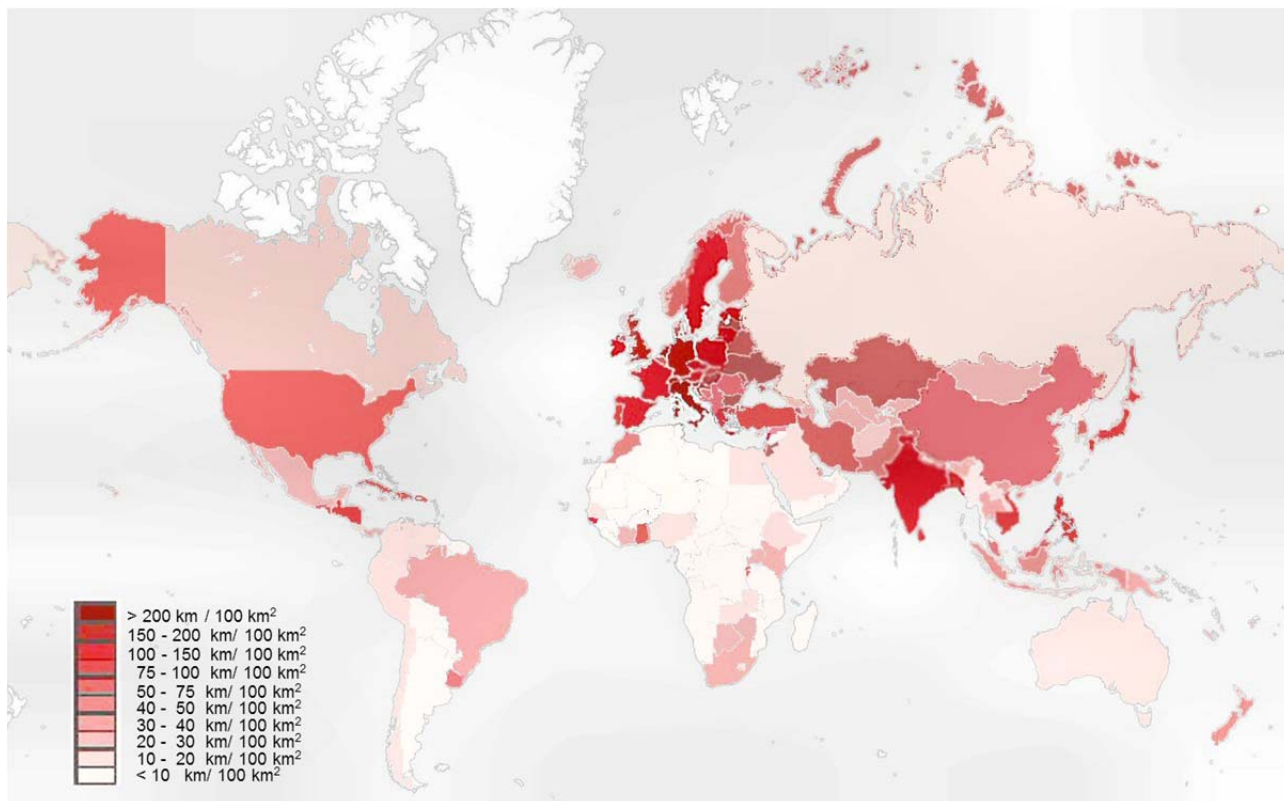 > 200 km / 100 km²
150 - 200 km/ 100 km²
100 - 150 km/ 100 km²
75 - 100 km/ 100 km²
50 - 75 km/ 100 km²
40 - 50 km/ 100 km²
30 - 40 km/ 100 km²
20 - 30 km/ 100 km²
10 - 20 km/ 100 km²
< 10 km/ 100 km²